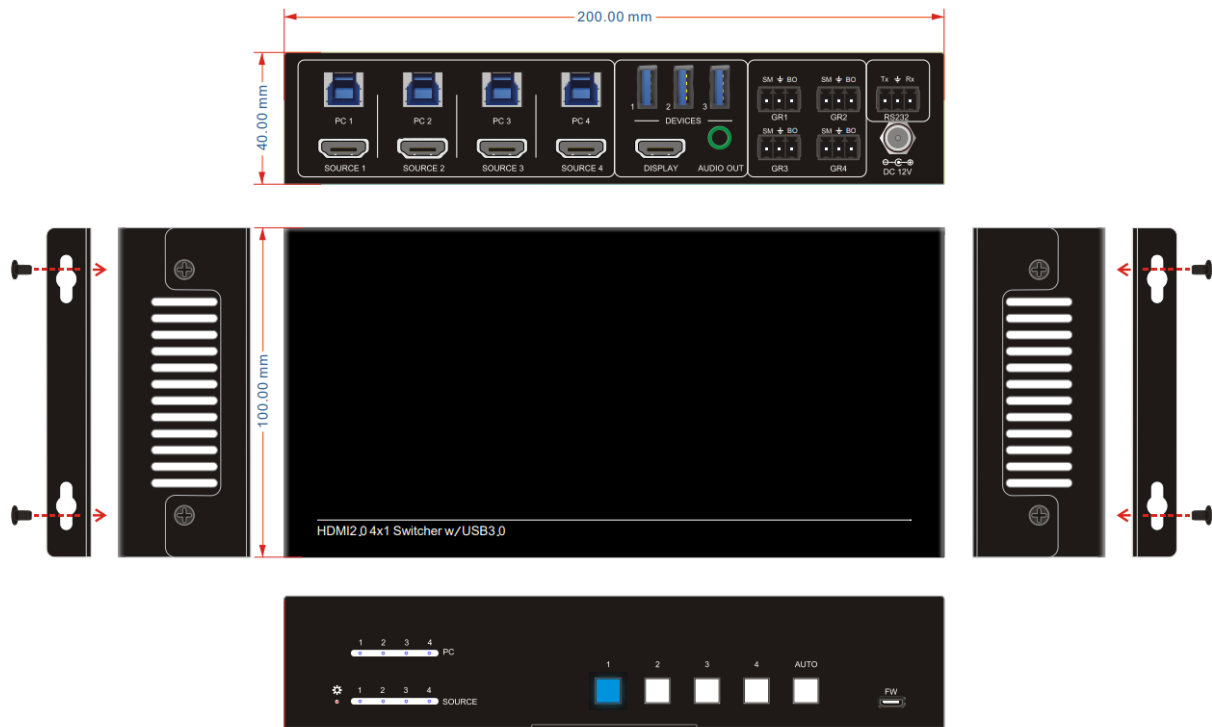 200.00 mm
40.00 mm
SM BO SM BO Tx Rx
1 2 3
PC 1 PC 2 PC 3 PC 4 DEVICES GR1 GR2 RS232
SM BO SM BO
SOURCE 1 SOURCE 2 SOURCE 3 SOURCE 4 DISPLAY AUDIO OUT GR3 GR4 DC 12V
100.00 mm
HDMI2.0 4x1 Switcher w/USB3.0
1 2 3 4 PC
1 2 3 4 AUTO
1 2 3 4 SOURCE
FW